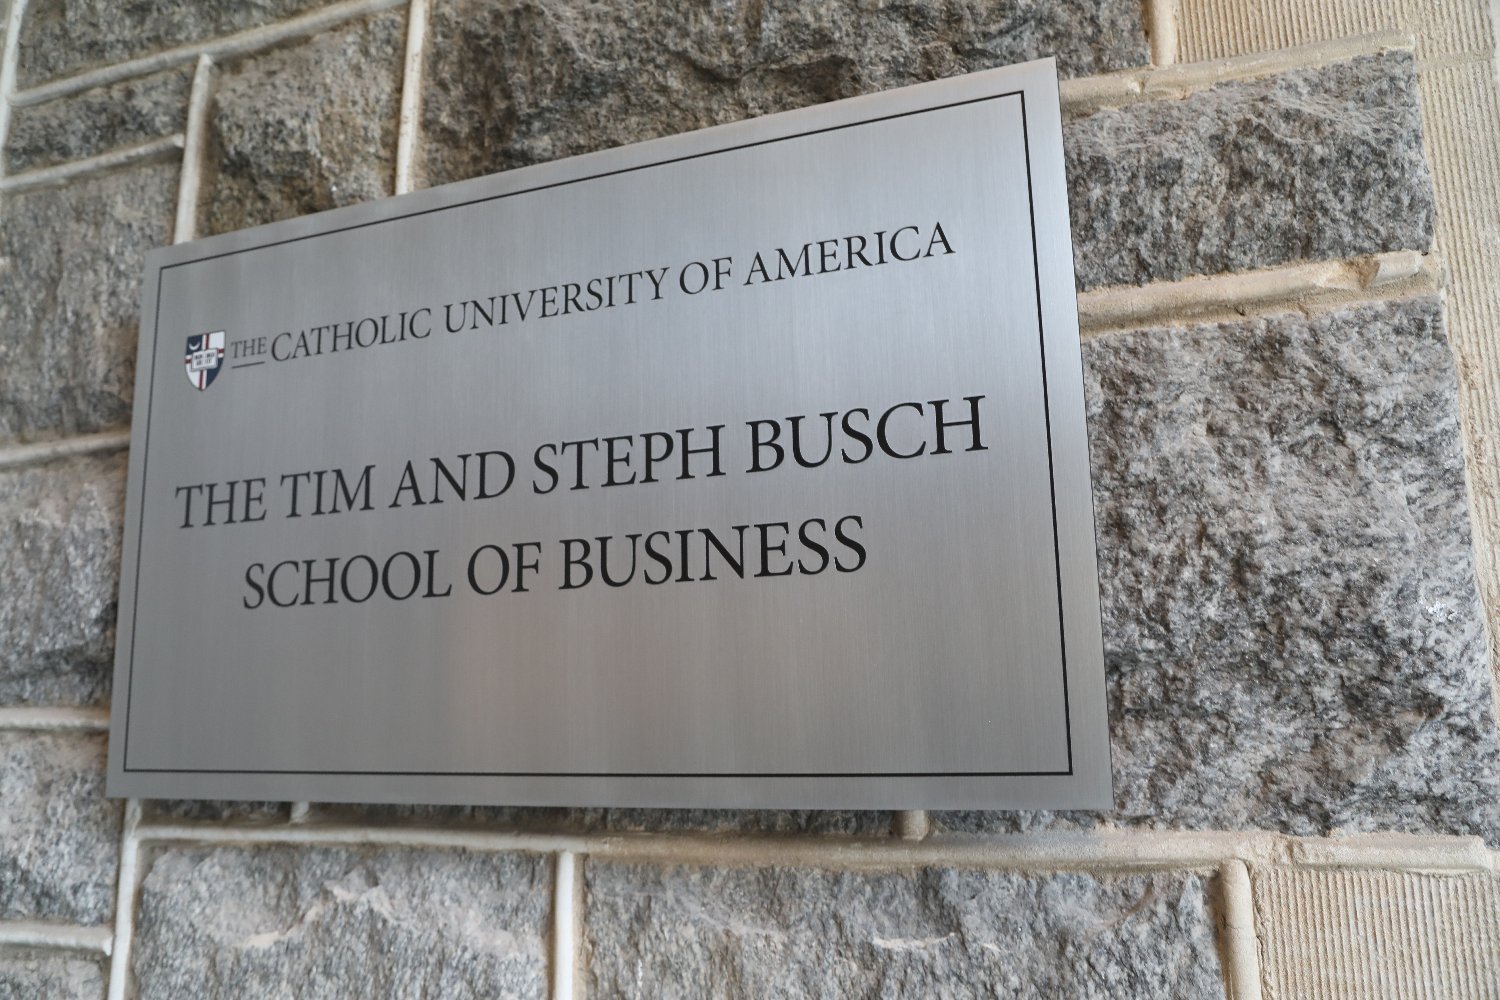 THE CATHOLIC UNIVERSITY OF AMERICA
THE TIM AND STEPH BUSCH
SCHOOL OF BUSINESS